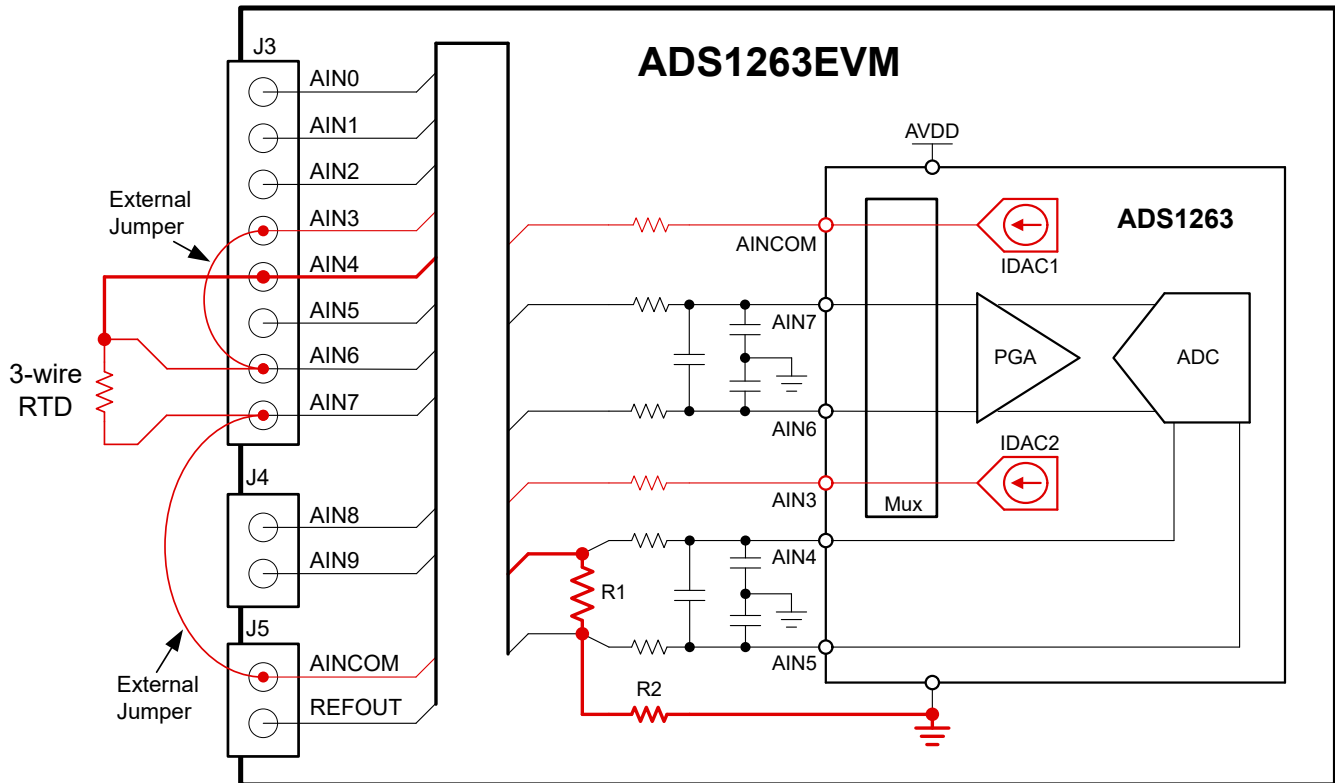 ADS1263EVM
J3
AIN0
AIN1
AIN2
AIN3
AIN4
AIN5
AIN6
AIN7
External
Jumper
3-wire
RTD
J4
AIN8
AIN9
J5
AINCOM
REFOUT
External
Jumper
AVDD
ADS1263
AINCOM
IDAC1
AIN7
PGA
ADC
AIN6
IDAC2
AIN3
Mux
AIN4
R1
AIN5
R2